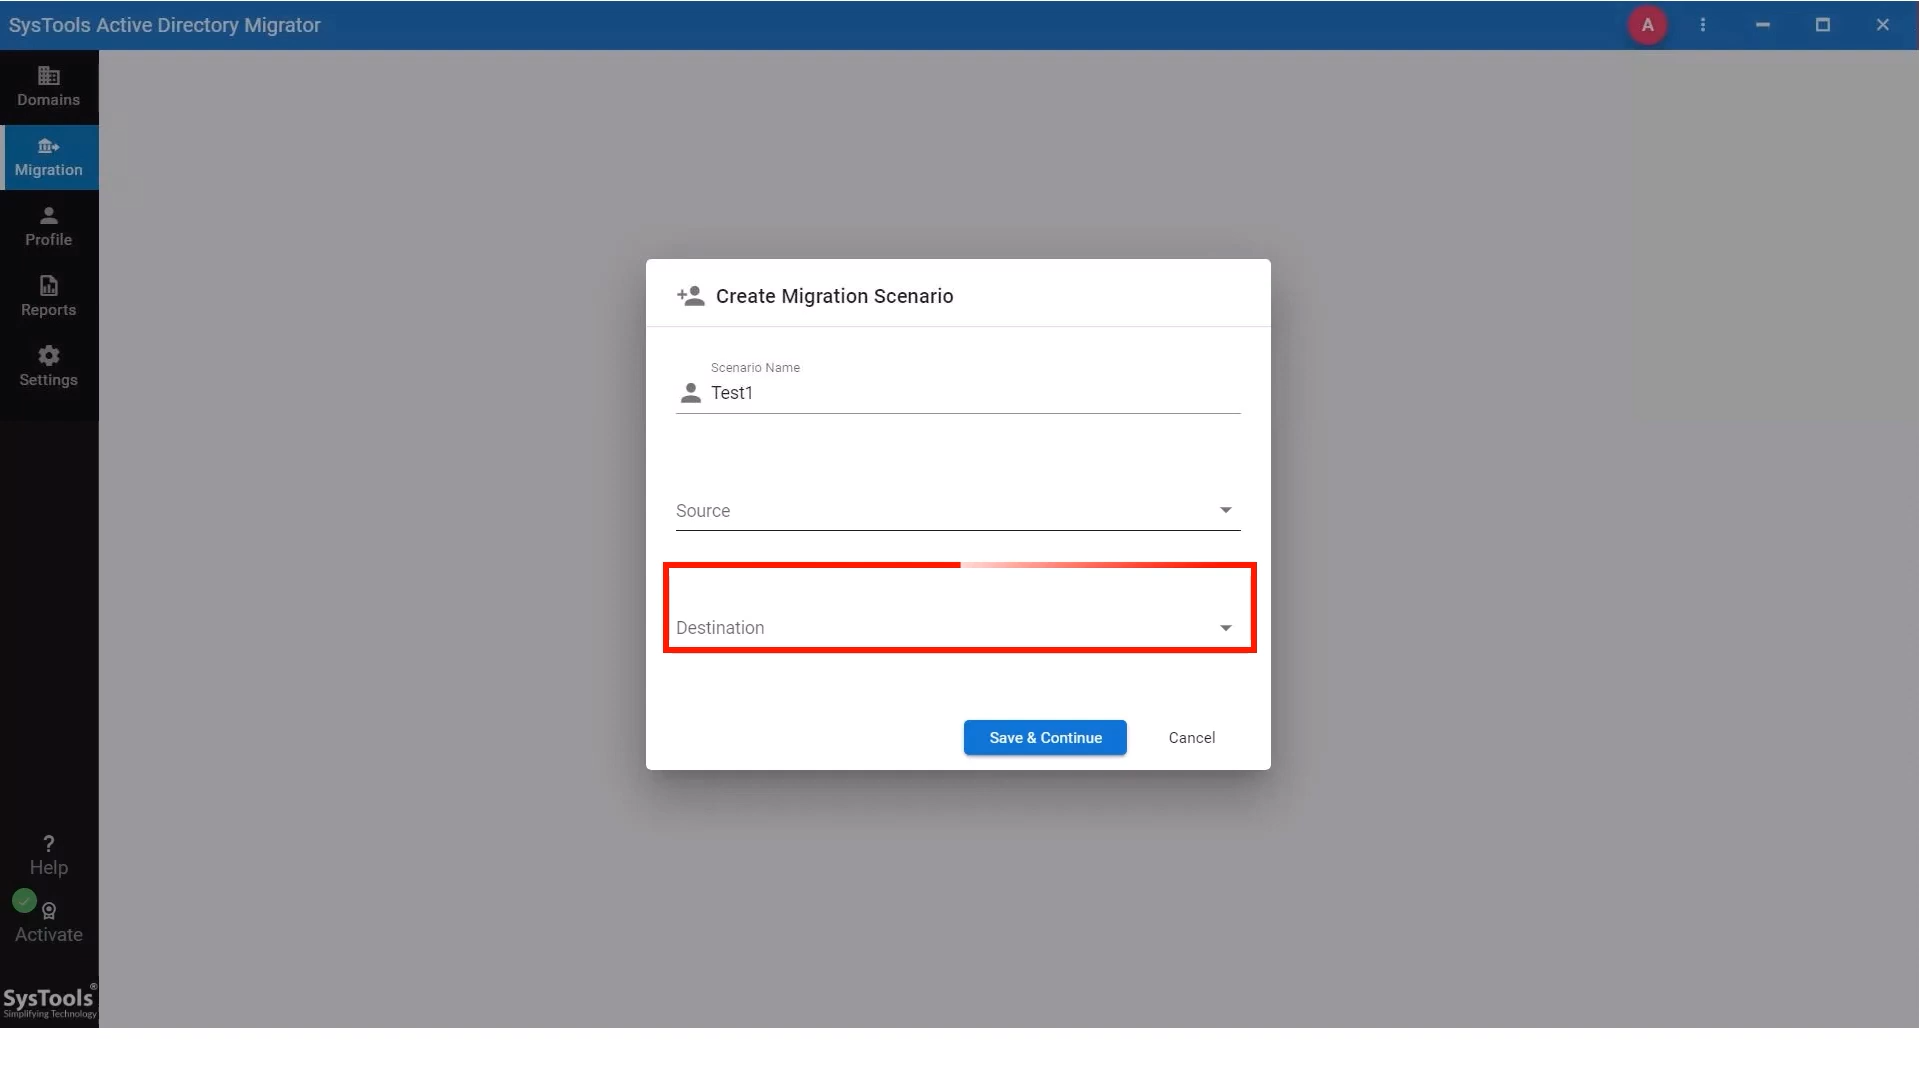 SysTools Active Directory Migrator
A
Domains
Migration
Profile
Reports
Settings
Create Migration Scenario
Scenario Name
Test1
Source
Destination
Save & Continue
Cancel
?
Help
Activate
SysTools®
Simplifying Technology